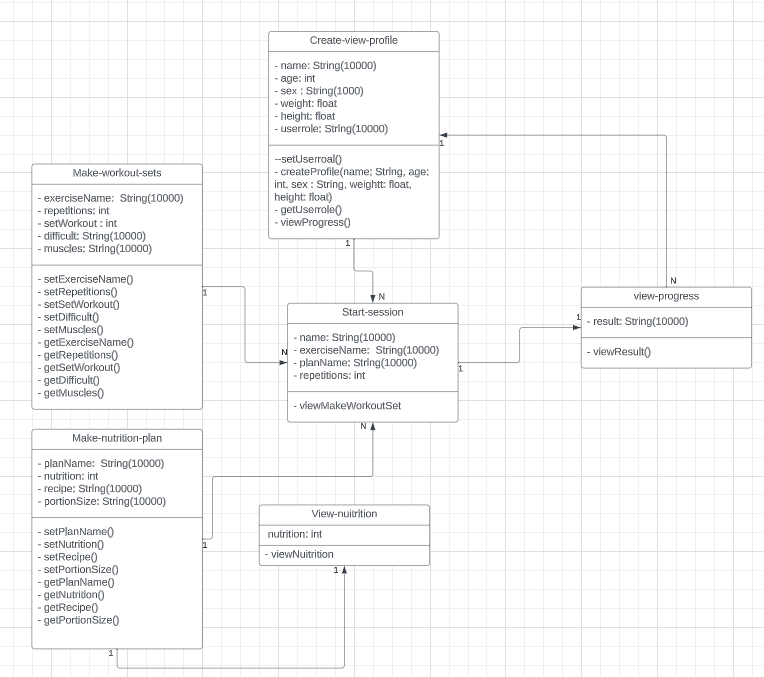 Create-view-profile
- name: String(10000)
- age: int
- sex : String(1000)
- weight: float
- height: float
- userrole; String(10000)
--setUserroal()
- createProfile(name; String, age:
int, sex : String, weightt: float,
height: float)
- getUserrole()
- viewProgress()
1
1
N
Make-workout-sets
- exerciseName:  String(10000)
- repetitions; int
- setWorkout : int
- difficult; String(10000)
- muscles; String(10000)
- setExerciseName()
- setRepetitions()
- setSetWorkout()
- setDifficult()
- setMuscles()
- getExerciseName()
- getRepetitions()
- getSetWorkout()
- getDifficult()
- getMuscles()
1
N
Start-session
- name: String(10000)
- exerciseName:  String(10000)
- planName; String(10000)
- repetitions: int
- viewMakeWorkoutSet
1
N
N
view-progress
1
- result: String(10000)
- viewResult()
Make-nutrition-plan
- planName:  String(10000)
- nutrition: int
- recipe; String(10000)
- portionSize: String(10000)
- setPlanName()
- setNutrition()
- setRecipe()
- setPortionSize()
- getPlanName()
- getNutrition()
- getRecipe()
- getPortionSize()
1
1
View-nuitrition
nutrition: int
- viewNuitrition
1